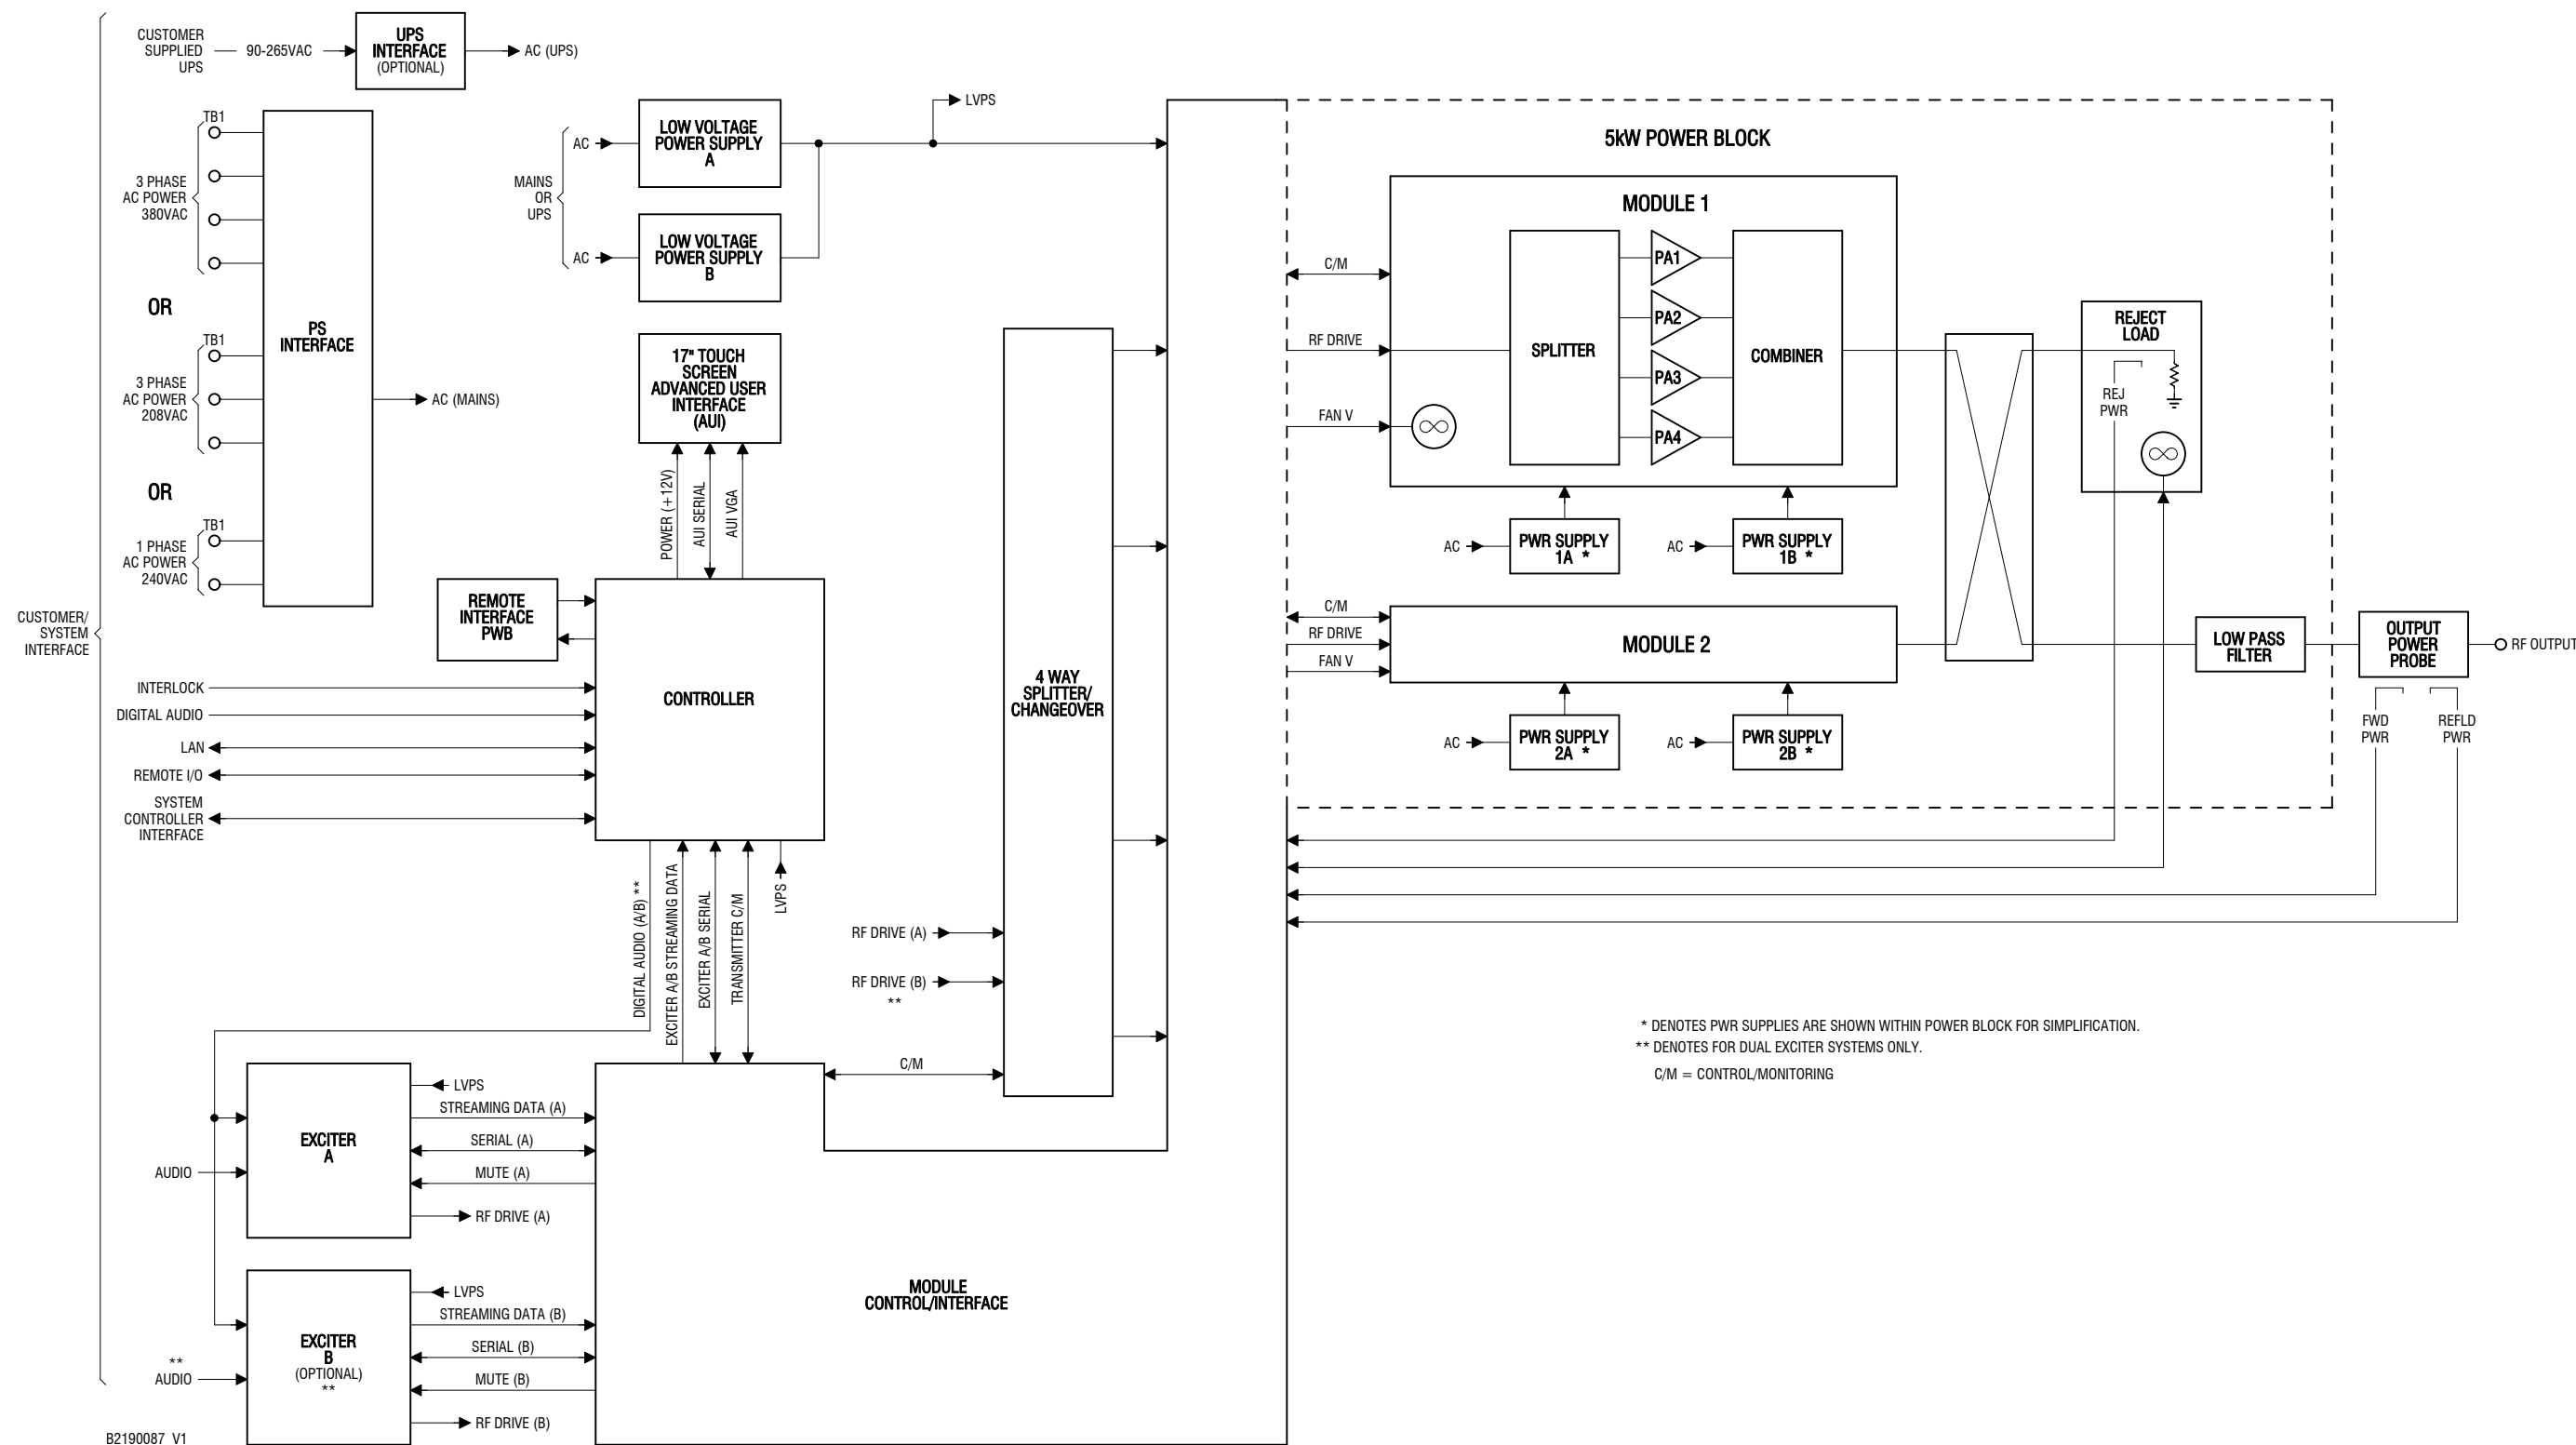 CUSTOMER
SUPPLIED
UPS
90-265VAC
UPS
INTERFACE
(OPTIONAL)
AC (UPS)
TB1
3 PHASE
AC POWER
380VAC
OR
TB1
3 PHASE
AC POWER
208VAC
OR
TB1
1 PHASE
AC POWER
240VAC
PS
INTERFACE
AC (MAINS)
CUSTOMER/
SYSTEM
INTERFACE
MAINS
OR
UPS
AC
LOW VOLTAGE
POWER SUPPLY
A
AC
LOW VOLTAGE
POWER SUPPLY
B
LVPS
17" TOUCH
SCREEN
ADVANCED USER
INTERFACE
(AUI)
POWER (+12V)
AUI SERIAL
AUI VGA
REMOTE
INTERFACE
PWB
CONTROLLER
INTERLOCK
DIGITAL AUDIO
LAN
REMOTE I/O
SYSTEM
CONTROLLER
INTERFACE
DIGITAL AUDIO (A/B) **
EXCITER A/B STREAMING DATA
EXCITER A/B SERIAL
TRANSMITTER C/M
LVPS
4 WAY
SPLITTER/
CHANGEOVER
RF DRIVE (A)
RF DRIVE (B)
**
C/M
EXCITER
A
AUDIO
LVPS
STREAMING DATA (A)
SERIAL (A)
MUTE (A)
RF DRIVE (A)
EXCITER
B
(OPTIONAL)
**
**
AUDIO
LVPS
STREAMING DATA (B)
SERIAL (B)
MUTE (B)
RF DRIVE (B)
MODULE
CONTROL/INTERFACE
5kW POWER BLOCK
MODULE 1
C/M
RF DRIVE
FAN V
SPLITTER
PA1
PA2
PA3
PA4
COMBINER
AC
PWR SUPPLY
1A *
AC
PWR SUPPLY
1B *
C/M
RF DRIVE
FAN V
MODULE 2
AC
PWR SUPPLY
2A *
AC
PWR SUPPLY
2B *
REJECT
LOAD
REJ
PWR
LOW PASS
FILTER
OUTPUT
POWER
PROBE
RF OUTPUT
FWD
PWR
REFLD
PWR
* DENOTES PWR SUPPLIES ARE SHOWN WITHIN POWER BLOCK FOR SIMPLIFICATION.
** DENOTES FOR DUAL EXCITER SYSTEMS ONLY.
C/M = CONTROL/MONITORING
B2190087 V1